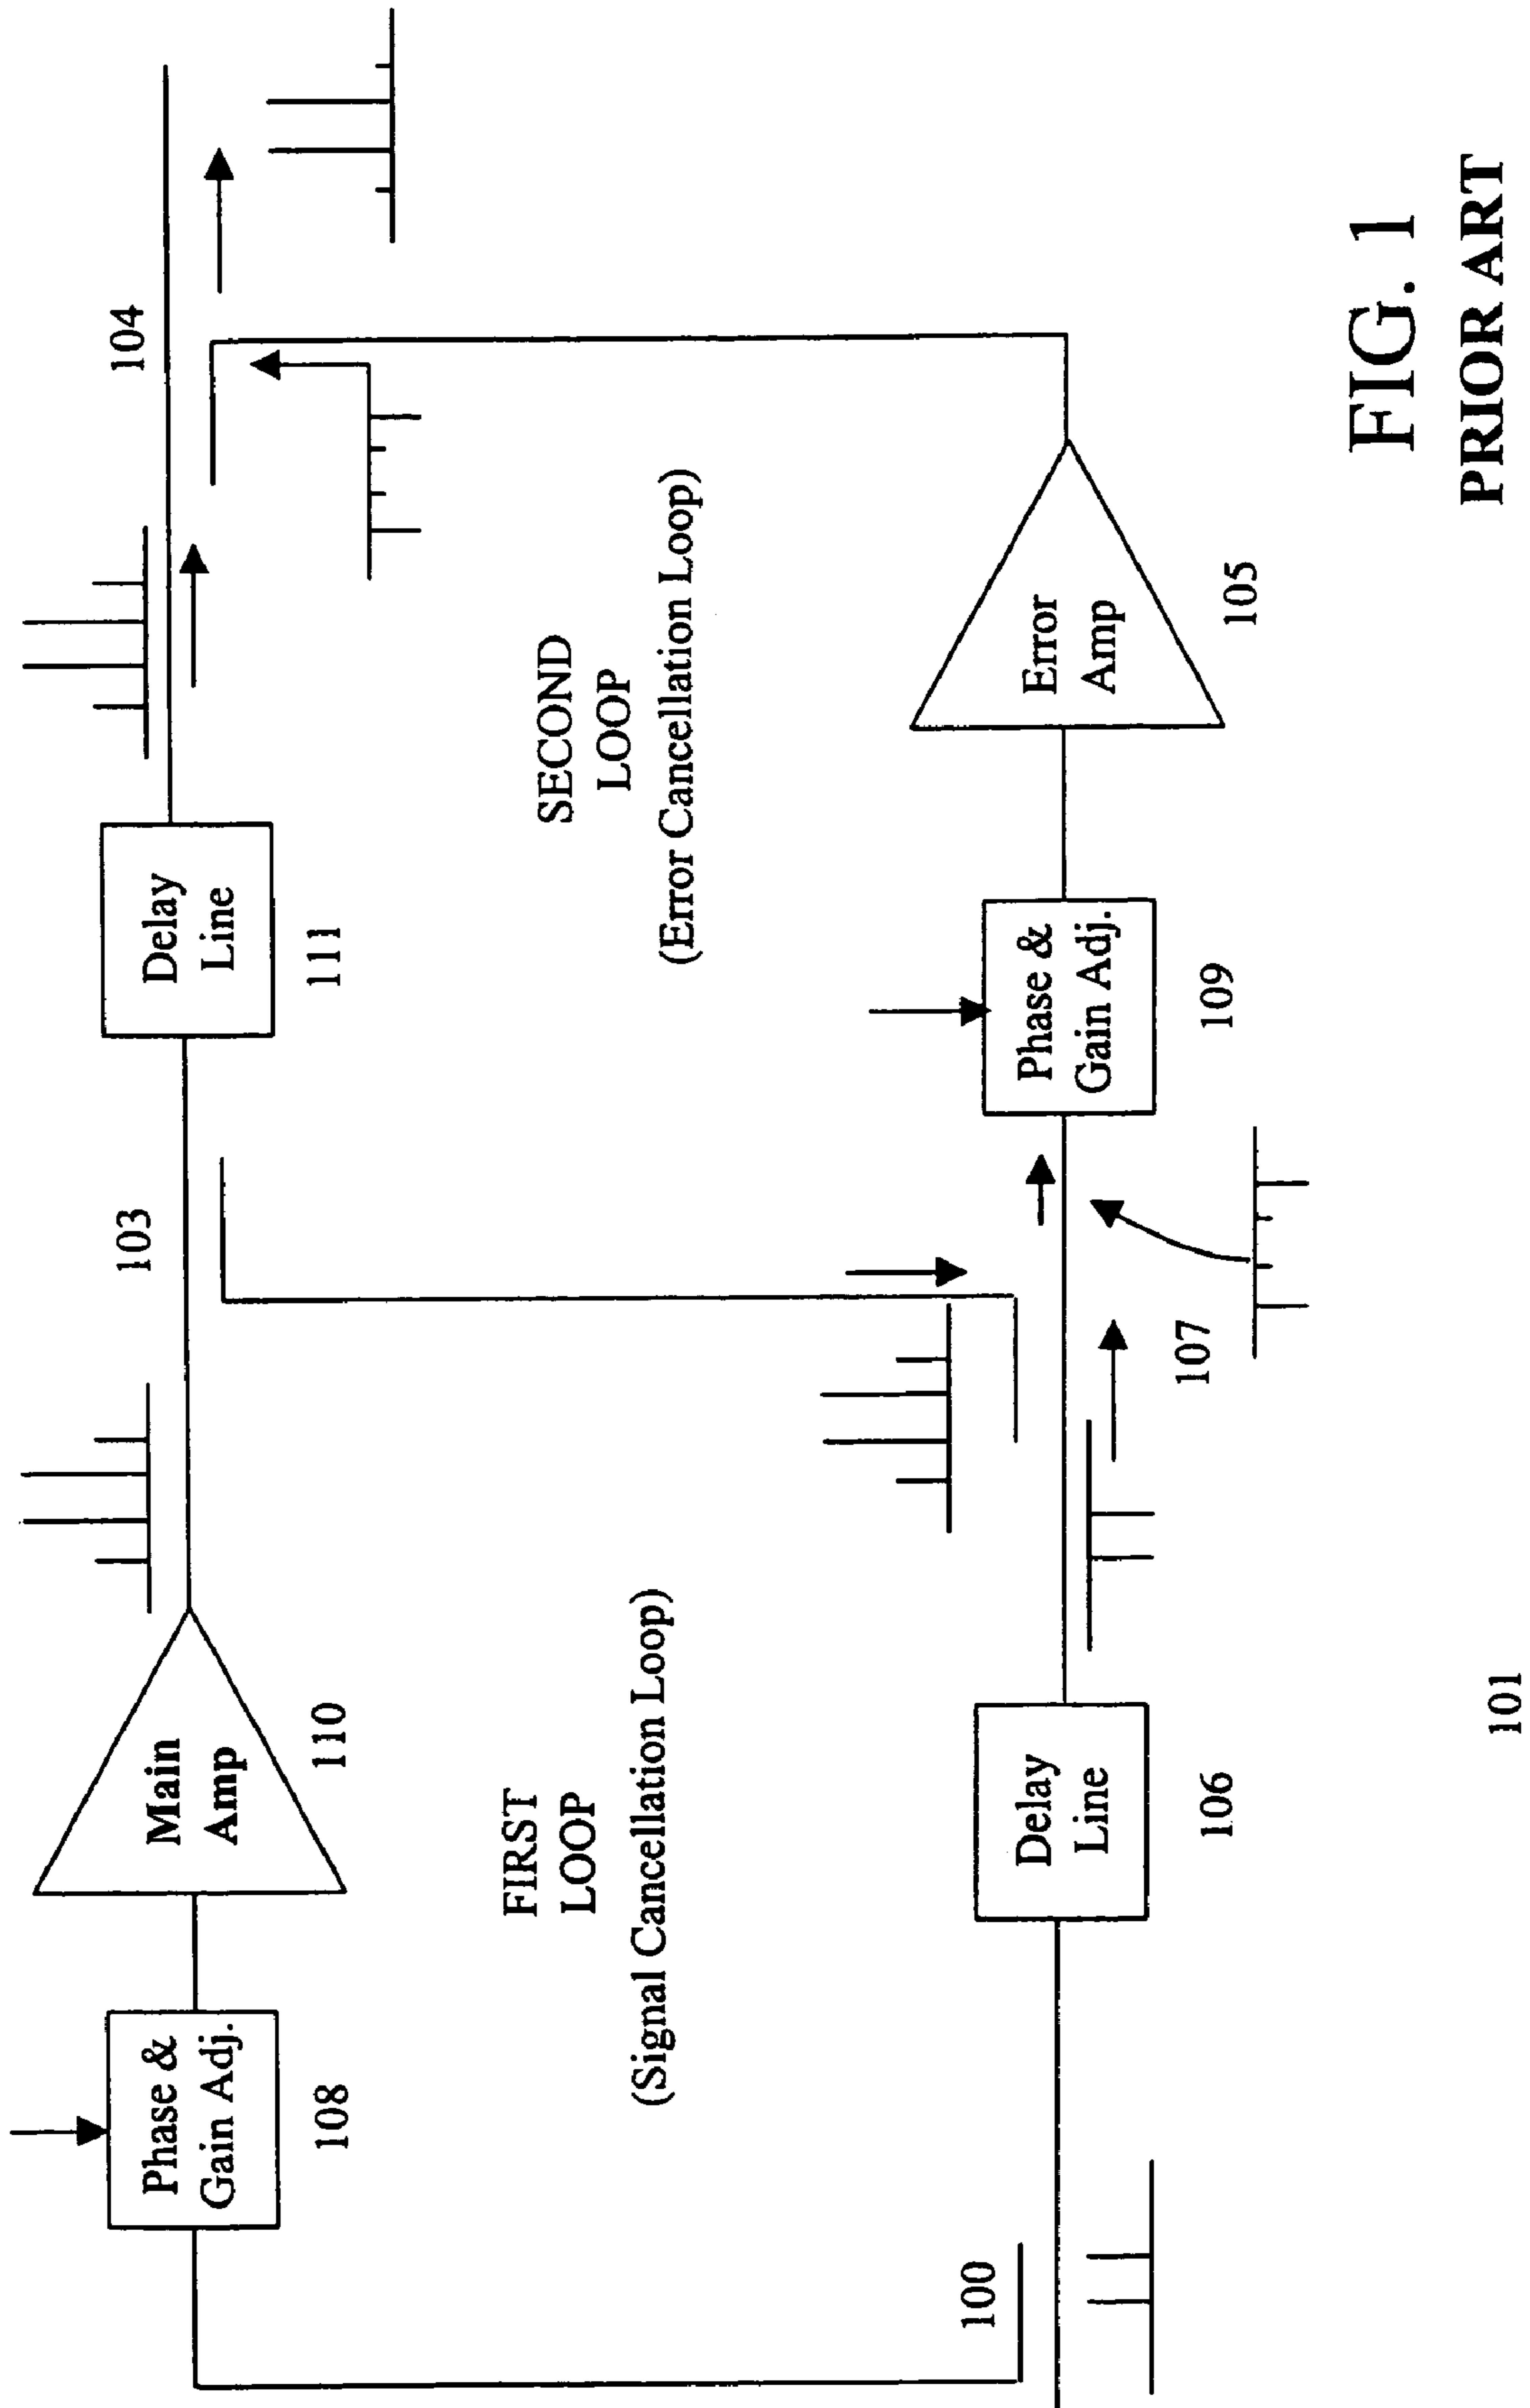 Phase &
Gain Adj.
108
Main
Amp
110
103
Delay
Line
111
104
FIRST
LOOP
(Signal Cancellation Loop)
SECOND
LOOP
(Error Cancellation Loop)
100
Delay
Line
106
107
Phase &
Gain Adj.
109
Error
Amp
105
101
FIG. 1
PRIOR ART